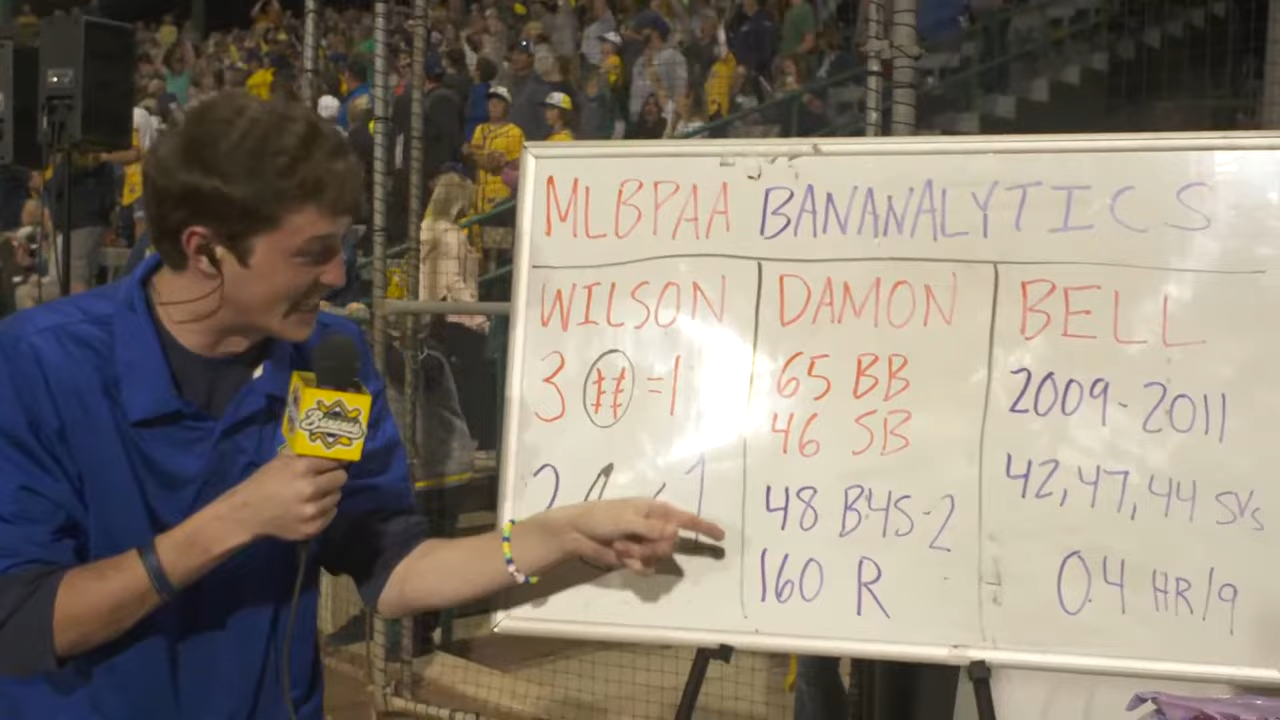 MLBPAA BANANALYTICS
WILSON
3 = 1
DAMON
65 BB
46 SB
48 B4S-2
160 R
BELL
2009-2011
42, 47, 44 SVs
0.4 HR/9
Bananas